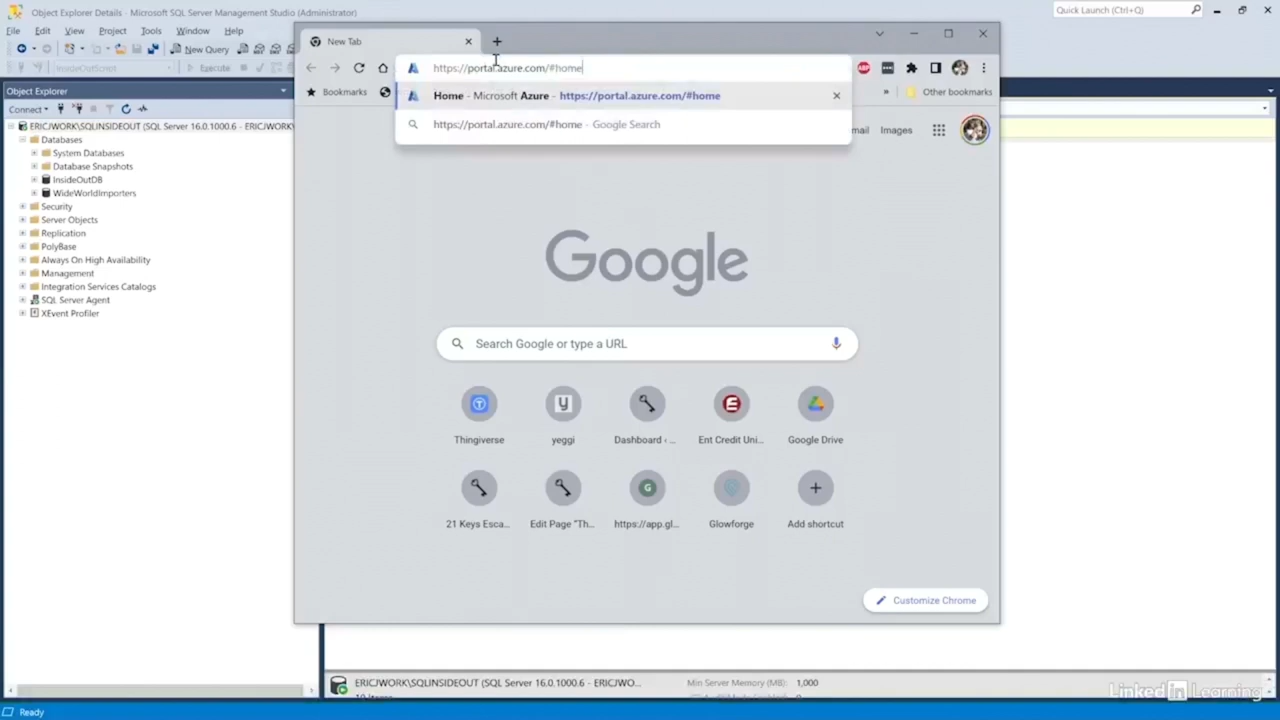 Object Explorer Details - Microsoft SQL Server Management Studio (Administrator)
Quick Launch (Ctrl+Q)
File Edit View Project Tools Window Help
New Query
InsideOutScript
Execute
Object Explorer
Connect
ERICJWORK\SQLINSIDEOUT (SQL Server 16.0.1000.6 - ERICJWORK\
Databases
System Databases
Database Snapshots
InsideOutDB
WideWorldImporters
Security
Server Objects
Replication
PolyBase
Always On High Availability
Management
Integration Services Catalogs
SQL Server Agent
XEvent Profiler
New Tab
https://portal.azure.com/#home
ABP
Bookmarks
» Other bookmarks
Home - Microsoft Azure - https://portal.azure.com/#home
https://portal.azure.com/#home - Google Search
mail Images
Google
Search Google or type a URL
Thingiverse yeggi Dashboard ‹ ... Ent Credit Uni... Google Drive
21 Keys Esca... Edit Page "Th... https://app.gl... Glowforge Add shortcut
Customize Chrome
ERICJWORK\SQLINSIDEOUT (SQL Server 16.0.1000.6 - ERICJWO...
Min Server Memory (MB): 1,000
LinkedIn Learning
Ready